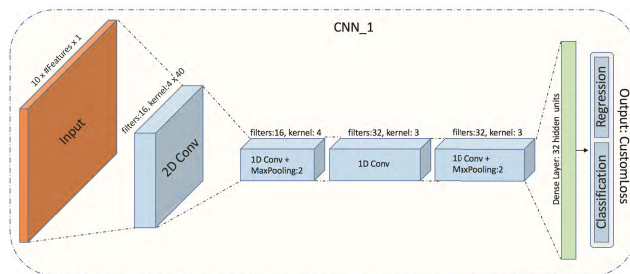 CNN_1
10 x #Features x 1
Input
filters:16, kernel:4 x 40
2D Conv
filters:16, kernel: 4
1D Conv +
MaxPooling:2
filters:32, kernel: 3
1D Conv
filters:32, kernel: 3
1D Conv +
MaxPooling:2
Dense Layer: 32 hidden units
Regression
Classification
Output: CustomLoss